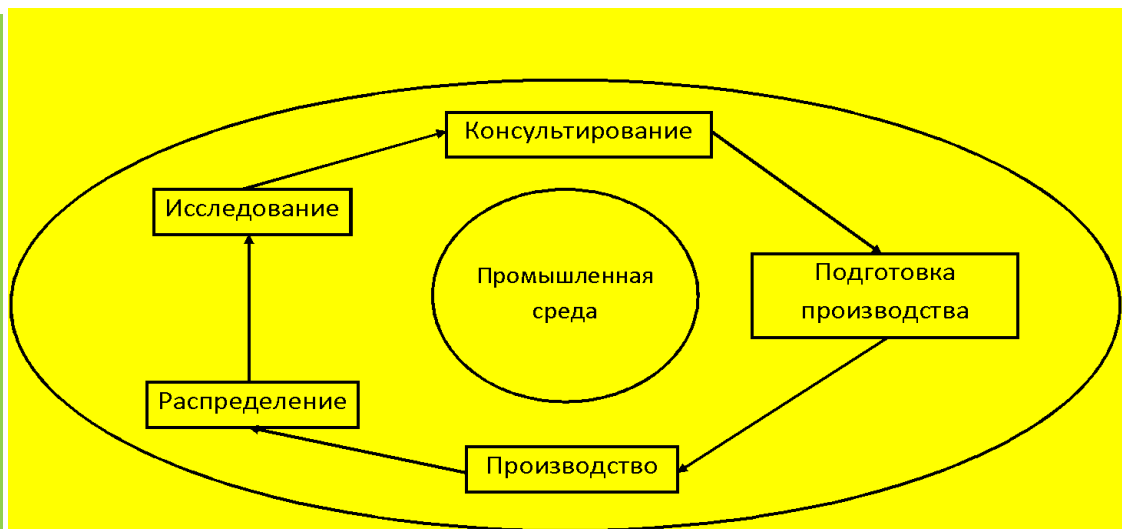 Консультирование
Исследование
Промышленная
среда
Подготовка
производства
Распределение
Производство